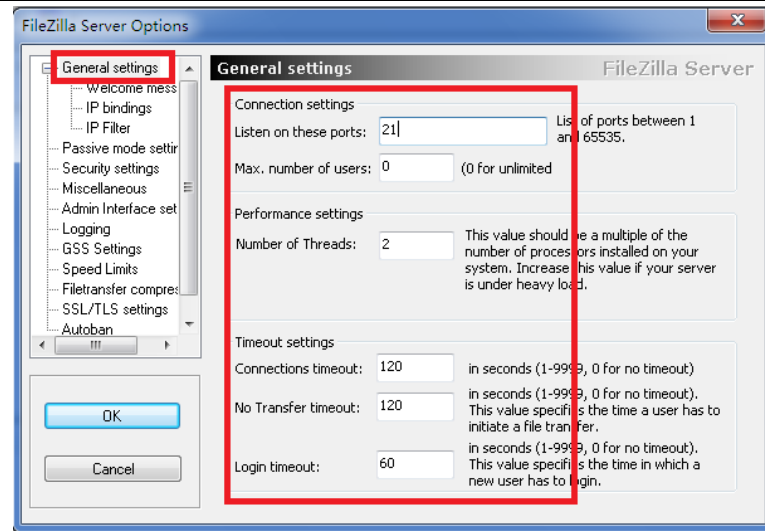 FileZilla Server Options
General settings
Welcome mess
IP bindings
IP Filter
Passive mode settir
Security settings
Miscellaneous
Admin Interface set
Logging
GSS Settings
Speed Limits
Filetransfer compres
SSL/TLS settings
Autoban
OK
Cancel
General settings
FileZilla Server
Connection settings
Listen on these ports: 21
List of ports between 1
and 65535.
Max. number of users: 0 (0 for unlimited
Performance settings
Number of Threads: 2
This value should be a multiple of the
number of processors installed on your
system. Increase this value if your server
is under heavy load.
Timeout settings
Connections timeout: 120 in seconds (1-9999, 0 for no timeout)
No Transfer timeout: 120
in seconds (1-9999, 0 for no timeout).
This value specifies the time a user has to
initiate a file transfer.
Login timeout: 60
in seconds (1-9999, 0 for no timeout).
This value specifies the time in which a
new user has to login.